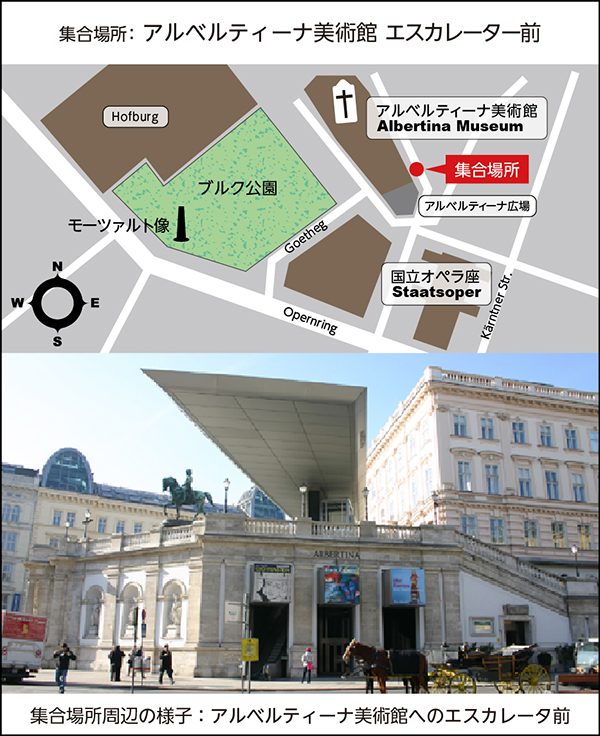 集合場所: アルベルティーナ美術館 エスカレーター前
Hofburg
アルベルティーナ美術館
Albertina Museum
集合場所
ブルク公園
アルベルティーナ広場
モーツァルト像
Goetheg
国立オペラ座
Staatsoper
N
W E
S
Opernring
Kärntner Str.
ALBERTINA
集合場所周辺の様子：アルベルティーナ美術館へのエスカレータ前